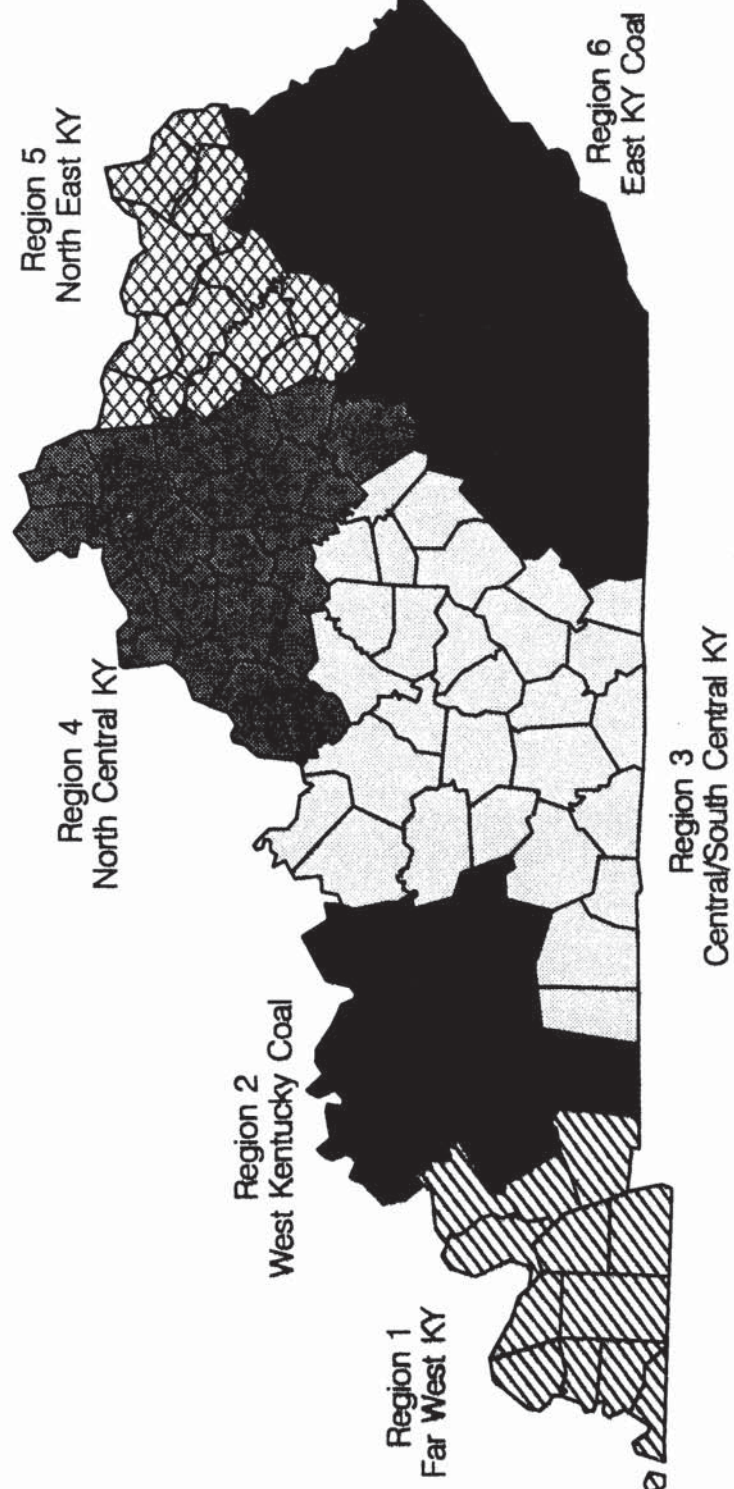 Region 1
Far West KY
Region 2
West Kentucky Coal
Region 3
Central/South Central KY
Region 4
North Central KY
Region 5
North East KY
Region 6
East KY Coal